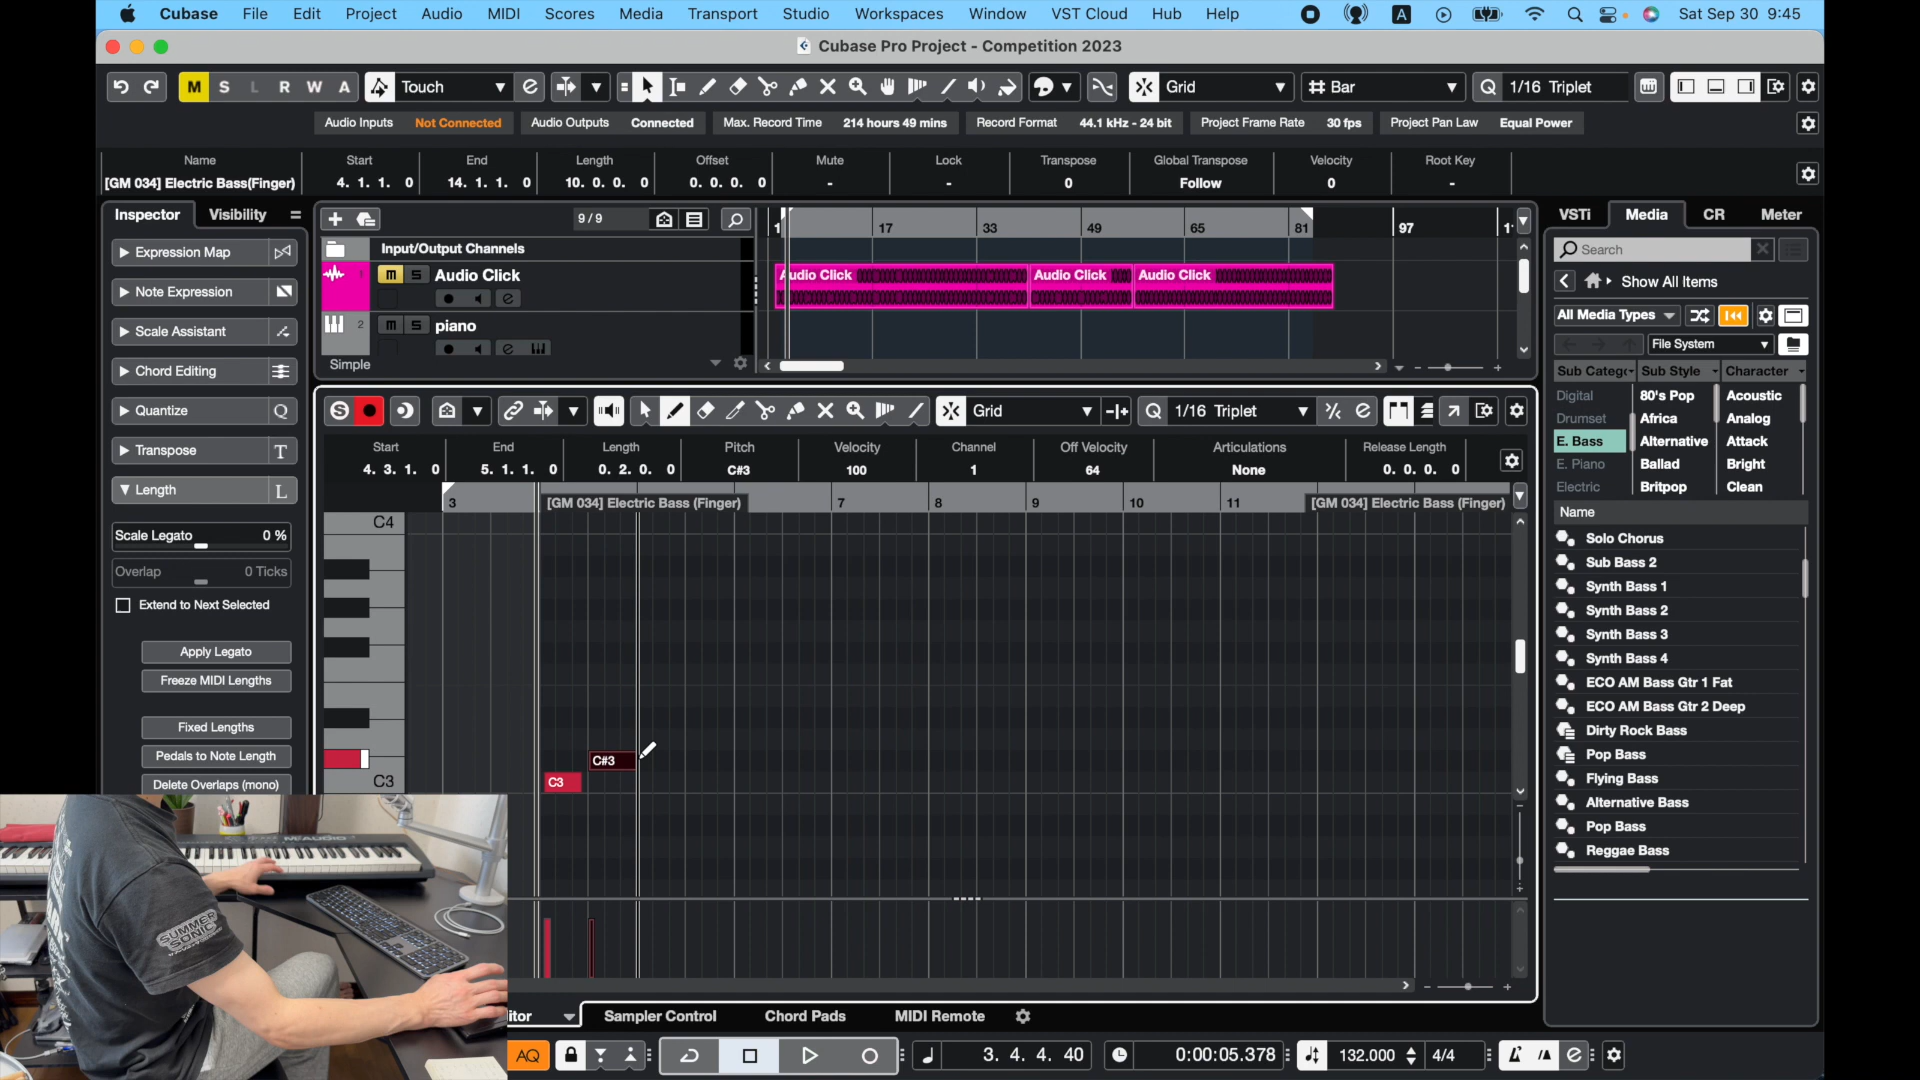 Cubase File Edit Project Audio MIDI Scores Media Transport Studio Workspaces Window VST Cloud Hub Help A Sat Sep 30 9:45
Cubase Pro Project - Competition 2023
M S L R W A Touch Grid Bar Q 1/16 Triplet
Audio Inputs Not Connected Audio Outputs Connected Max. Record Time 214 hours 49 mins Record Format 44.1 kHz - 24 bit Project Frame Rate 30 fps Project Pan Law Equal Power
Name Start End Length Offset Mute Lock Transpose Global Transpose Velocity Root Key
[GM 034] Electric Bass(Finger) 4. 1. 1. 0 14. 1. 1. 0 10. 0. 0. 0 0. 0. 0. 0 - - 0 Follow 0 -
Inspector Visibility
Expression Map
Note Expression
Scale Assistant
Chord Editing
Quantize Q
Transpose T
Length L
Scale Legato 0 %
Overlap 0 Ticks
Extend to Next Selected
Apply Legato
Freeze MIDI Lengths
Fixed Lengths
Pedals to Note Length
Delete Overlaps (mono)
9 / 9
Input/Output Channels
1 m S Audio Click
2 m S piano
Simple
1 17 33 49 65 81 97
Audio Click Audio Click Audio Click
S Grid Q 1/16 Triplet
Start End Length Pitch Velocity Channel Off Velocity Articulations Release Length
4. 3. 1. 0 5. 1. 1. 0 0. 2. 0. 0 C#3 100 1 64 None 0. 0. 0. 0
3 [GM 034] Electric Bass (Finger) 7 8 9 10 11 [GM 034] Electric Bass (Finger)
C4
C#3
C3
C3
VSTi Media CR Meter
Search
Show All Items
All Media Types
File System
Sub Categ Sub Style Character
Digital 80's Pop Acoustic
Drumset Africa Analog
E. Bass Alternative Attack
E. Piano Ballad Bright
Electric Britpop Clean
Name
Solo Chorus
Sub Bass 2
Synth Bass 1
Synth Bass 2
Synth Bass 3
Synth Bass 4
ECO AM Bass Gtr 1 Fat
ECO AM Bass Gtr 2 Deep
Dirty Rock Bass
Pop Bass
Flying Bass
Alternative Bass
Pop Bass
Reggae Bass
M-AUDIO
SUMMER
SONIC
itor Sampler Control Chord Pads MIDI Remote
AQ 3. 4. 4. 40 0:00:05.378 132.000 4/4